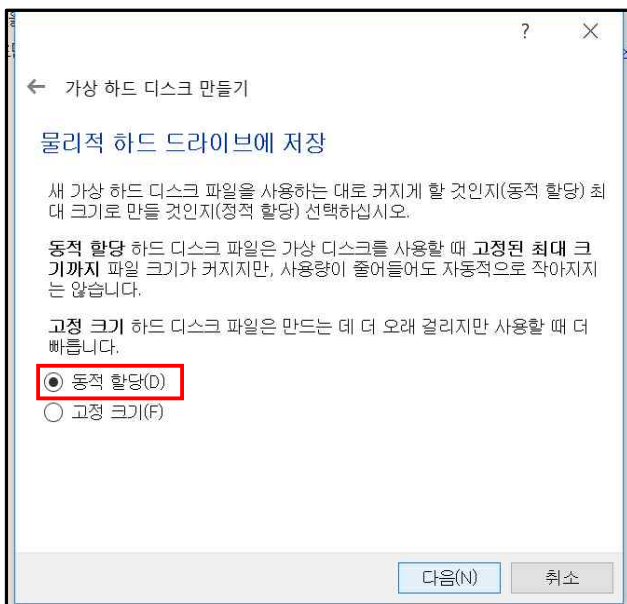 ?
가상 하드 디스크 만들기
물리적 하드 드라이브에 저장
새 가상 하드 디스크 파일을 사용하는 대로 커지게 할 것인지(동적 할당) 최
대 크기로 만들 것인지(정적 할당) 선택하십시오.
동적 할당 하드 디스크 파일은 가상 디스크를 사용할 때 고정된 최대 크
기까지 파일 크기가 커지지만, 사용량이 줄어들어도 자동적으로 작아지지
는 않습니다.
고정 크기 하드 디스크 파일은 만드는 데 더 오래 걸리지만 사용할 때 더
빠릅니다.
동적 할당(D)
고정 크기(F)
다음(N) 취소